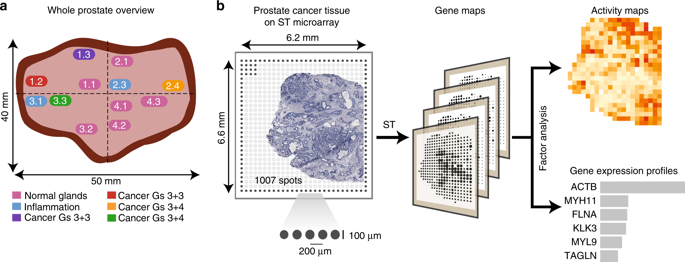 a
Whole prostate overview
1.3
2.1
1.2
1.1
2.3
2.4
3.1
3.3
4.1
4.3
3.2
4.2
40 mm
50 mm
Normal glands
Inflammation
Cancer Gs 3+3
Cancer Gs 3+3
Cancer Gs 3+4
Cancer Gs 3+4
b
Prostate cancer tissue
on ST microarray
6.2 mm
6.6 mm
1007 spots
100 μm
200 μm
ST
Gene maps
Factor analysis
Activity maps
Gene expression profiles
ACTB
MYH11
FLNA
KLK3
MYL9
TAGLN